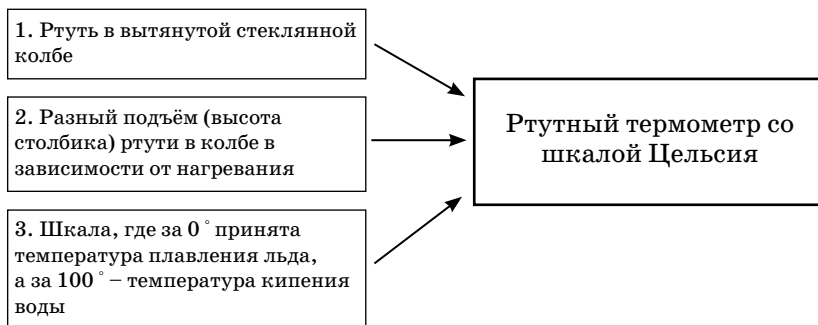 1. Ртуть в вытянутой стеклянной
колбе
2. Разный подъём (высота
столбика) ртути в колбе в
зависимости от нагревания
3. Шкала, где за 0 ° принята
температура плавления льда,
а за 100 ° – температура кипения
воды
Ртутный термометр со
шкалой Цельсия